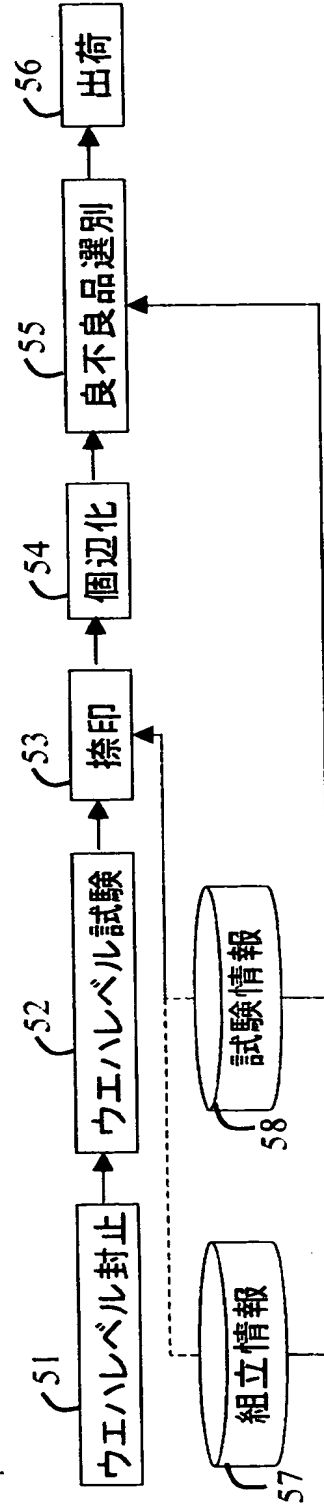 51
ウエハレベル封止
52
ウエハレベル試験
53
捺印
54
個辺化
55
良不良品選別
56
出荷
57
組立情報
58
試験情報